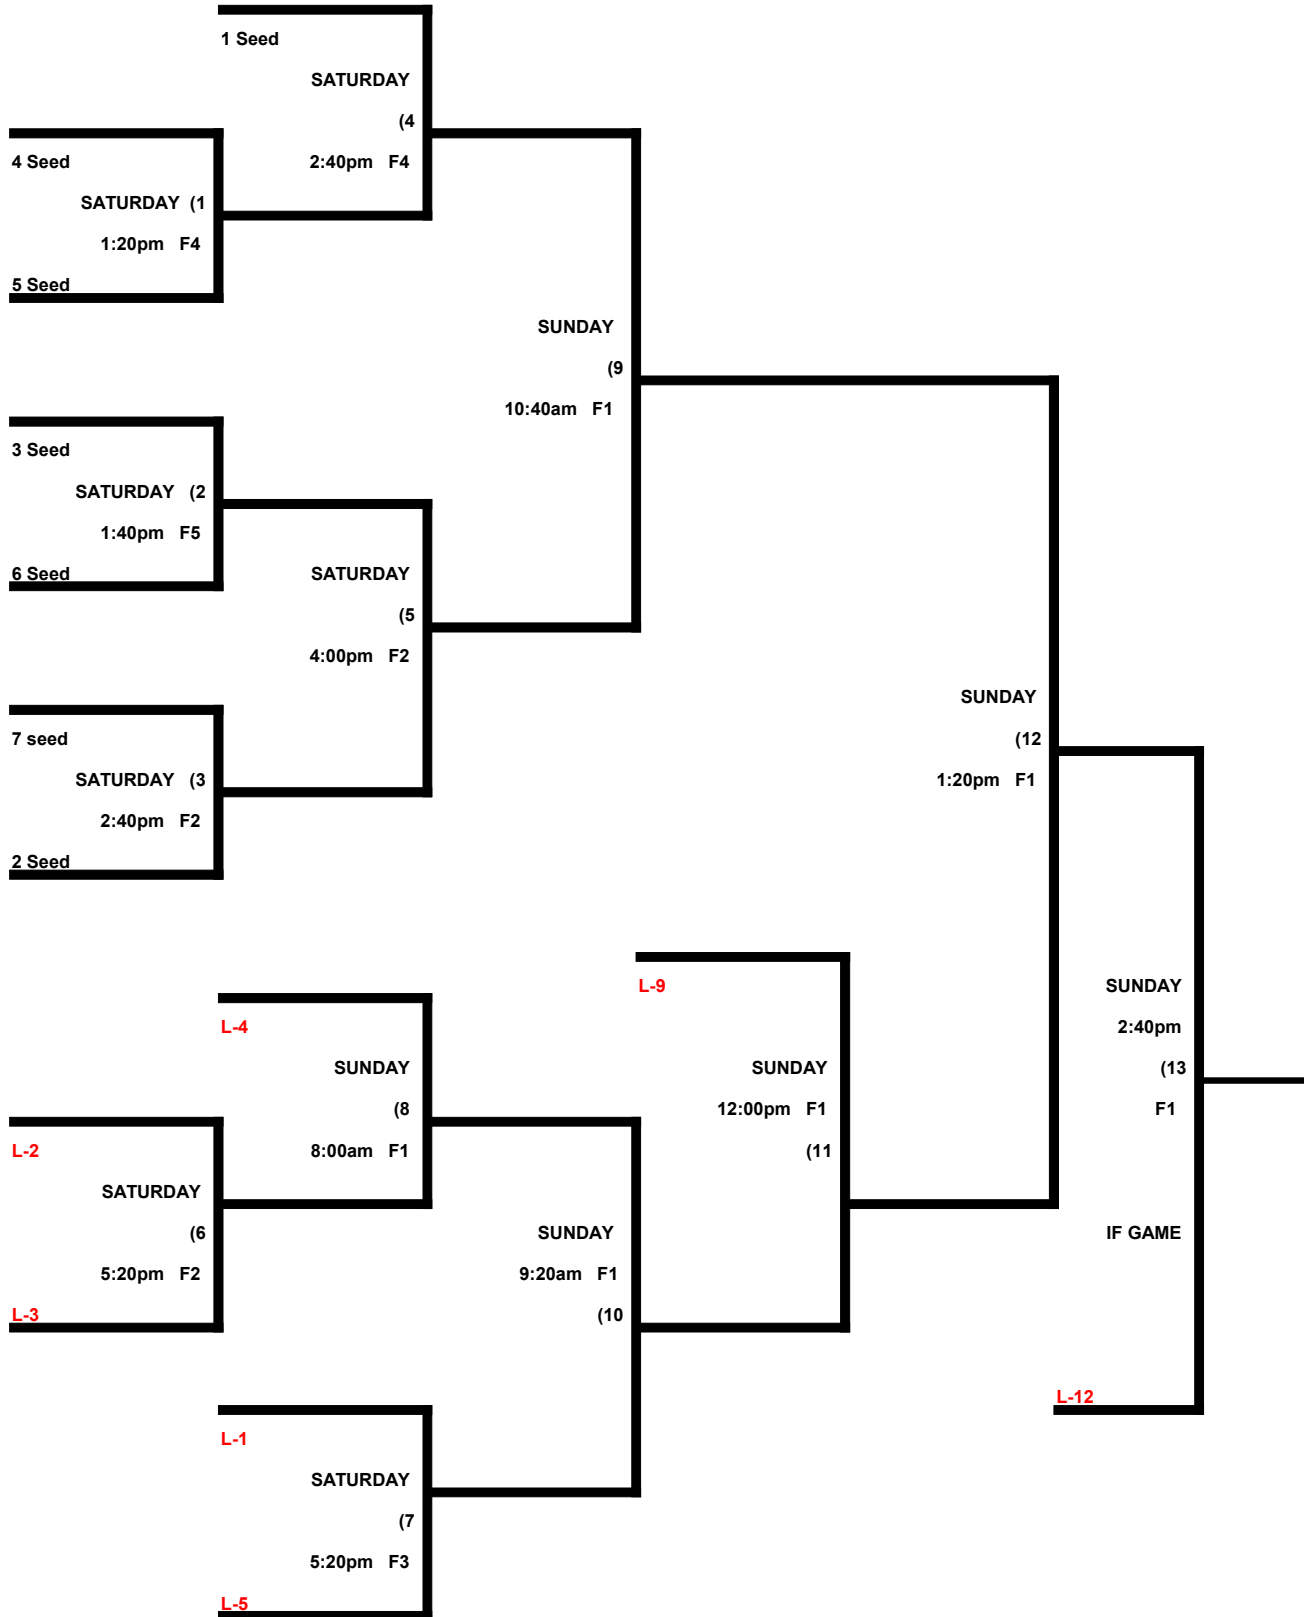 1 Seed
SATURDAY
(4
4 Seed
2:40pm F4
SATURDAY (1
1:20pm F4
5 Seed
SUNDAY
(9
10:40am F1
3 Seed
SATURDAY (2
1:40pm F5
6 Seed
SATURDAY
(5
4:00pm F2
SUNDAY
7 seed
(12
SATURDAY (3
1:20pm F1
2:40pm F2
2 Seed
L-9
SUNDAY
L-4
2:40pm
SUNDAY
SUNDAY
(13
(8
12:00pm F1
F1
L-2
8:00am F1
(11
SATURDAY
(6
SUNDAY
IF GAME
5:20pm F2
9:20am F1
L-3
(10
L-12
L-1
SATURDAY
(7
5:20pm F3
L-5